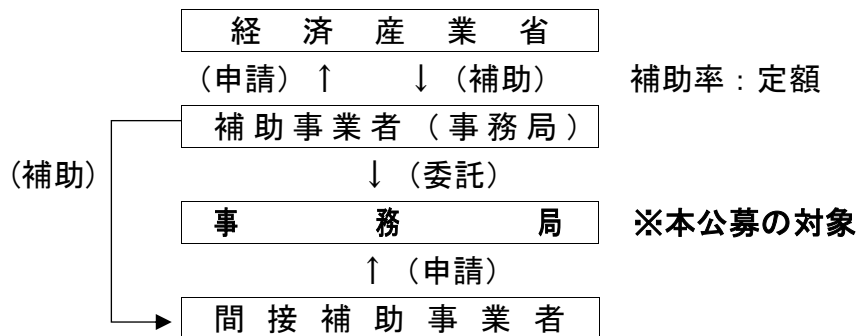 経済産業省
（申請）↑ ↓（補助） 補助率：定額
補助事業者（事務局）
（補助） ↓（委託）
事務局 ※本公募の対象
↑（申請）
間接補助事業者